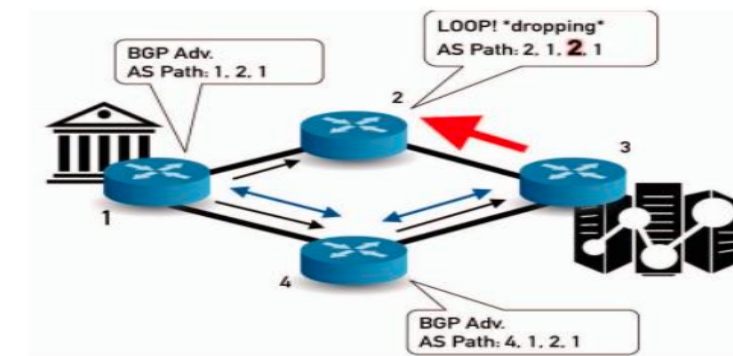 LOOP! *dropping*
AS Path: 2, 1, 2, 1
BGP Adv.
AS Path: 1, 2, 1
2
3
1
4
BGP Adv.
AS Path: 4, 1, 2, 1